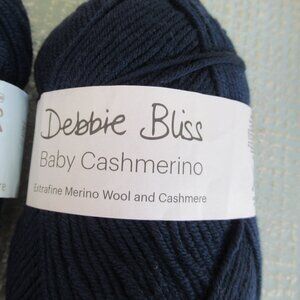 Debbie Bliss
Baby Cashmerino
Extrafine Merino Wool and Cashmere